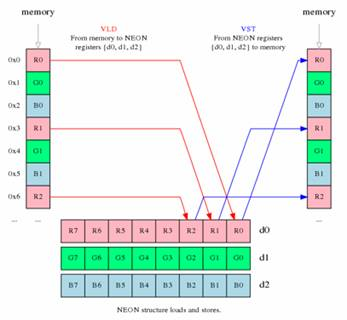 memory
VLD
From memory to NEON
registers {d0, d1, d2}
VST
From NEON registers
{d0, d1, d2} to memory
memory
0x0 R0 R0
0x1 G0 G0
0x2 B0 B0
0x3 R1 R1
0x4 G1 G1
0x5 B1 B1
0x6 R2 R2
... ... ...
R7 R6 R5 R4 R3 R2 R1 R0 d0
G7 G6 G5 G4 G3 G2 G1 G0 d1
B7 B6 B5 B4 B3 B2 B1 B0 d2
NEON structure loads and stores.